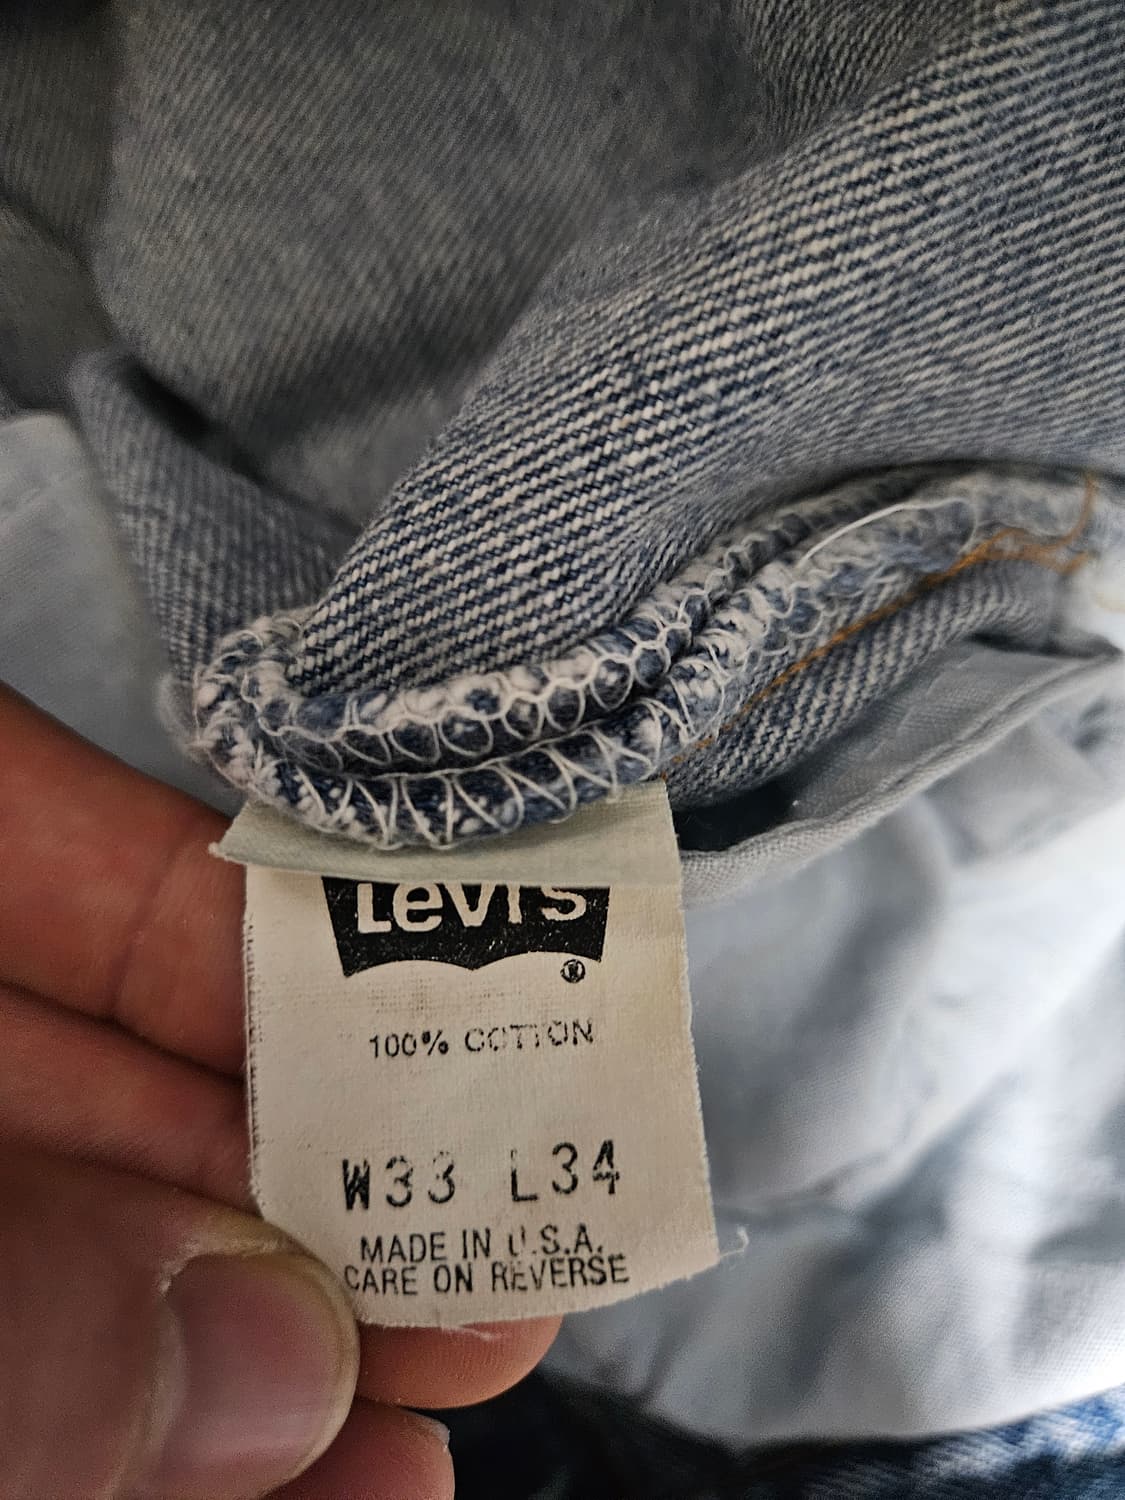 Levi's
®
100% COTTON
W33 L34
MADE IN U.S.A.
CARE ON REVERSE